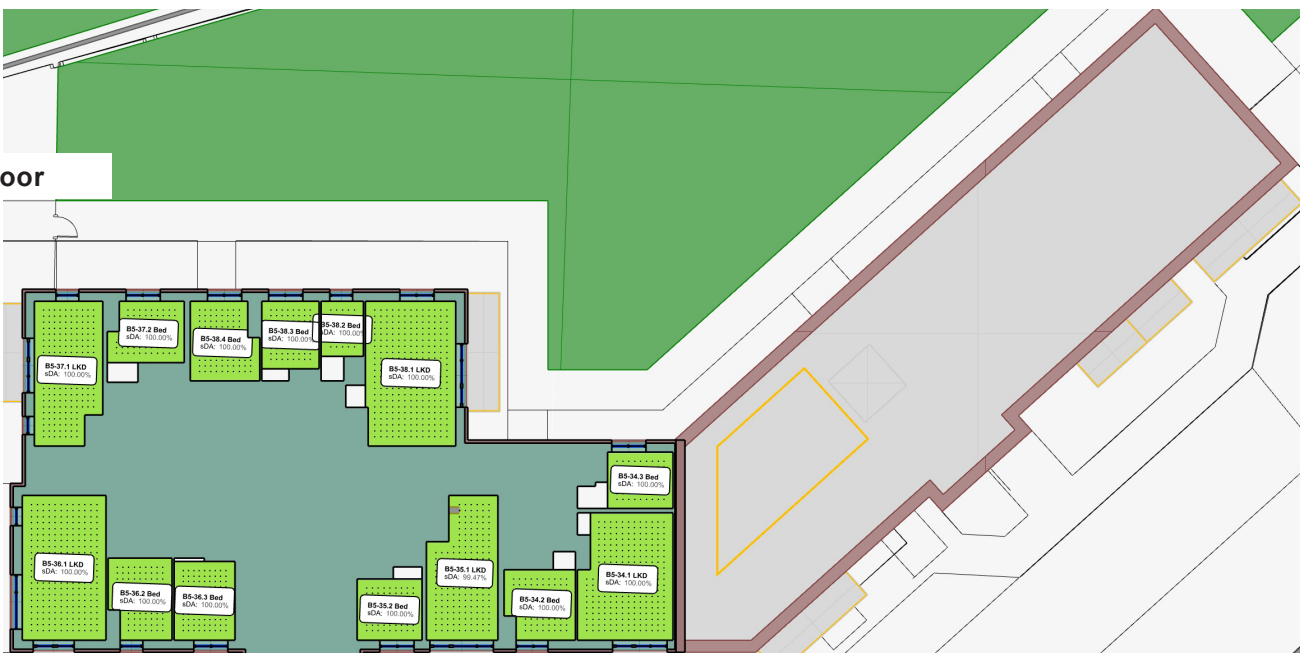 oor
B5-37.1 LKD
sDA: 100.00%
B5-37.2 Bed
sDA: 100.00%
B5-38.4 Bed
sDA: 100.00%
B5-38.3 Bed
sDA: 100.00%
B5-38.2 Bed
sDA: 100.00%
B5-38.1 LKD
sDA: 100.00%
B5-34.3 Bed
sDA: 100.00%
B5-36.1 LKD
sDA: 100.00%
B5-36.2 Bed
sDA: 100.00%
B5-36.3 Bed
sDA: 100.00%
B5-35.2 Bed
sDA: 100.00%
B5-35.1 LKD
sDA: 99.47%
B5-34.2 Bed
sDA: 100.00%
B5-34.1 LKD
sDA: 100.00%